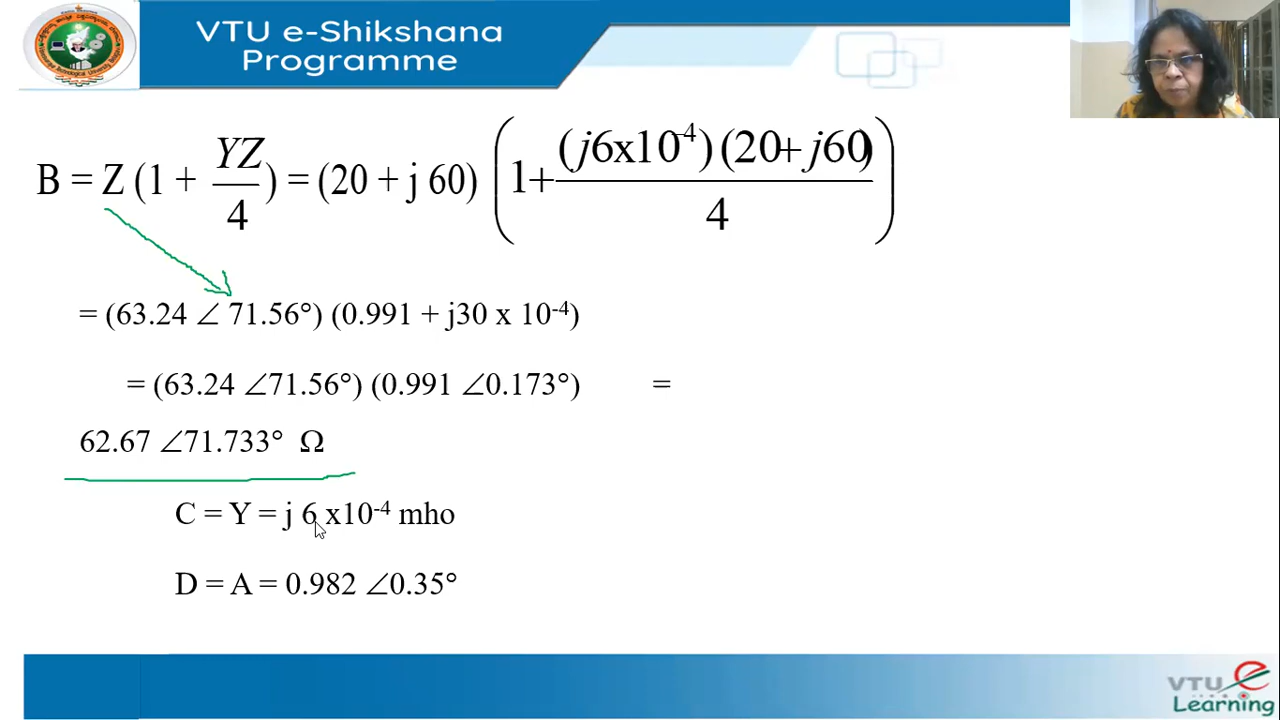 VTU e-Shikshana
Programme
B = Z (1 + YZ/4) = (20 + j 60) (1+ (j6x10⁻⁴)(20+j60)/4)
= (63.24 ∠ 71.56°) (0.991 + j30 x 10⁻⁴)
= (63.24 ∠71.56°) (0.991 ∠0.173°) =
62.67 ∠71.733° Ω
C = Y = j 6 x10⁻⁴ mho
D = A = 0.982 ∠0.35°
VTU e
Learning